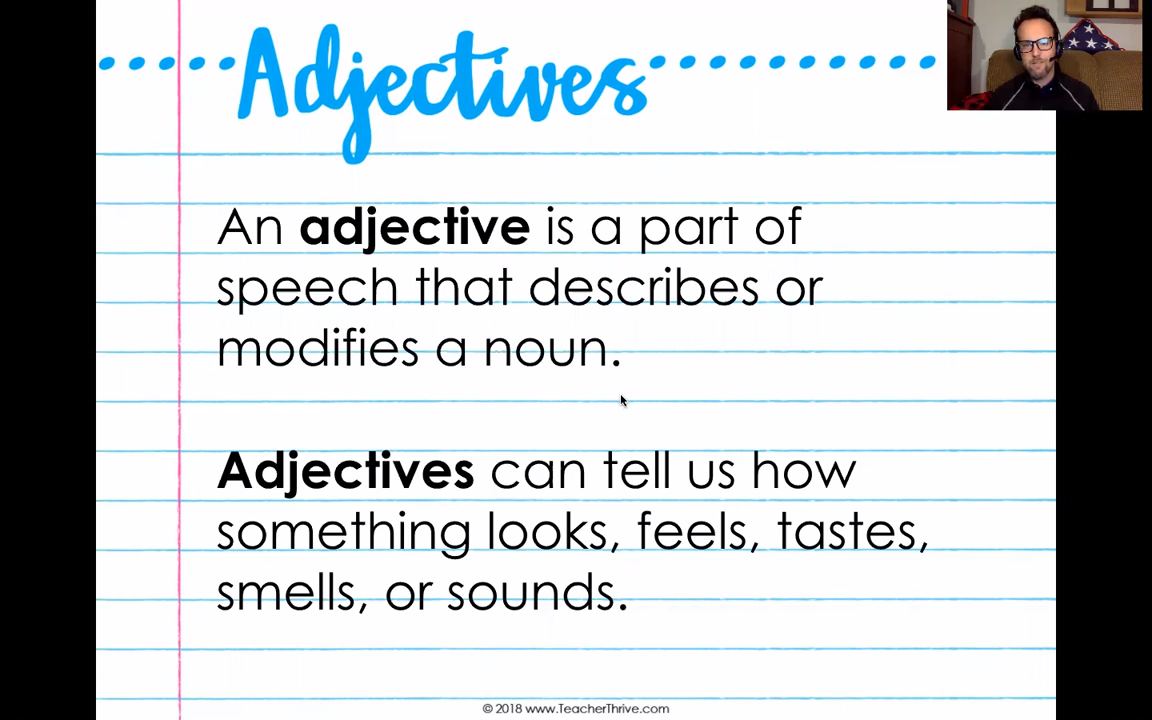 Adjectives
An adjective is a part of
speech that describes or
modifies a noun.
Adjectives can tell us how
something looks, feels, tastes,
smells, or sounds.
© 2018 www.TeacherThrive.com